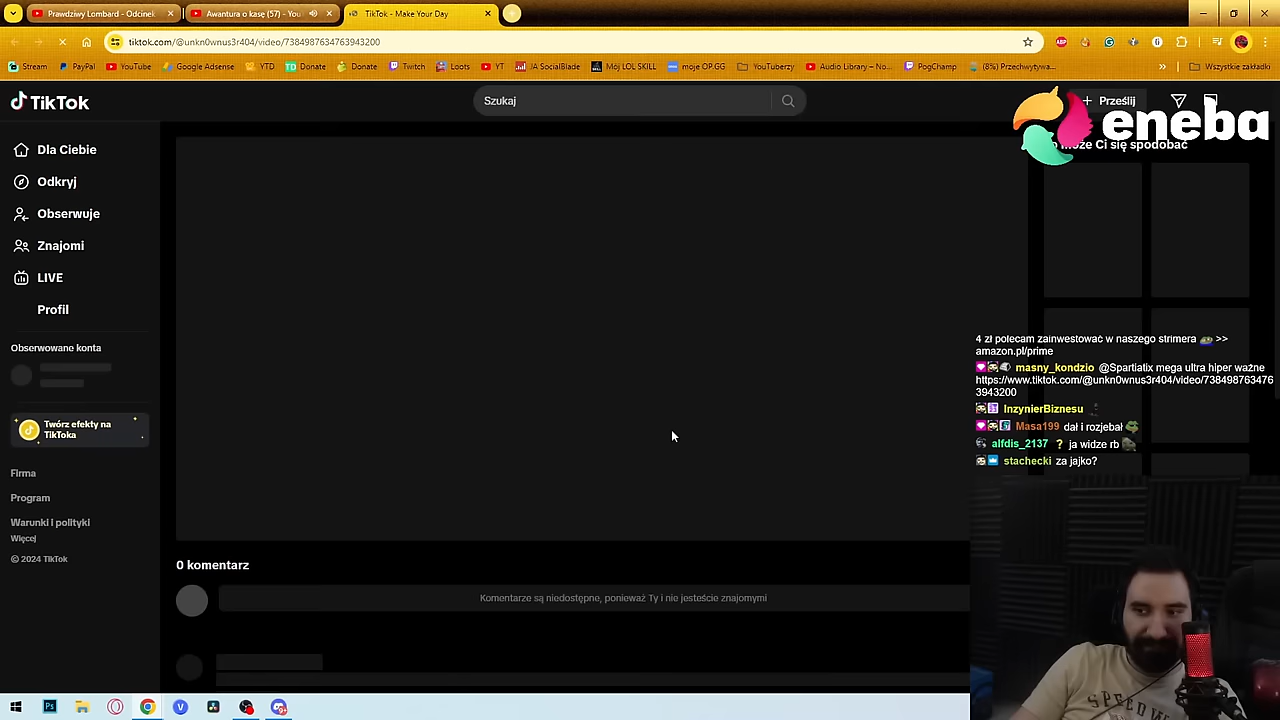 Prawdziwy Lombard - Odcinek
Awantura o kasę (57) - You
TikTok - Make Your Day
tiktok.com/@unkn0wnus3r404/video/7384987634763943200
Stream
PayPal
YouTube
Google Adsense
YTD
Donate
Donate
Twitch
Loots
YT
JA SocialBlade
Mój LOL SKILL
moje OP.GG
YouTuberzy
Audio Library – No...
PogChamp
(8%) Przechwytywa...
»
Wszystkie zakładki
TikTok
Szukaj
+ Prześlij
eneba
może Ci się spodobać
Dla Ciebie
Odkryj
Obserwuje
Znajomi
LIVE
Profil
Obserwowane konta
Twórz efekty na
TikToka
Firma
Program
Warunki i polityki
Więcej
© 2024 TikTok
0 komentarz
Komentarze są niedostępne, ponieważ Ty i nie jesteście znajomymi
4 zł polecam zainwestować w naszego strimera >>
amazon.pl/prime
masny_kondzio @Spartiatix mega ultra hiper ważne
https://www.tiktok.com/@unkn0wnus3r404/video/738498763476
3943200
InzynierBiznesu
Masa199 dał i rozjebał
alfdis_2137 ? ja widze rb
stachecki za jajko?